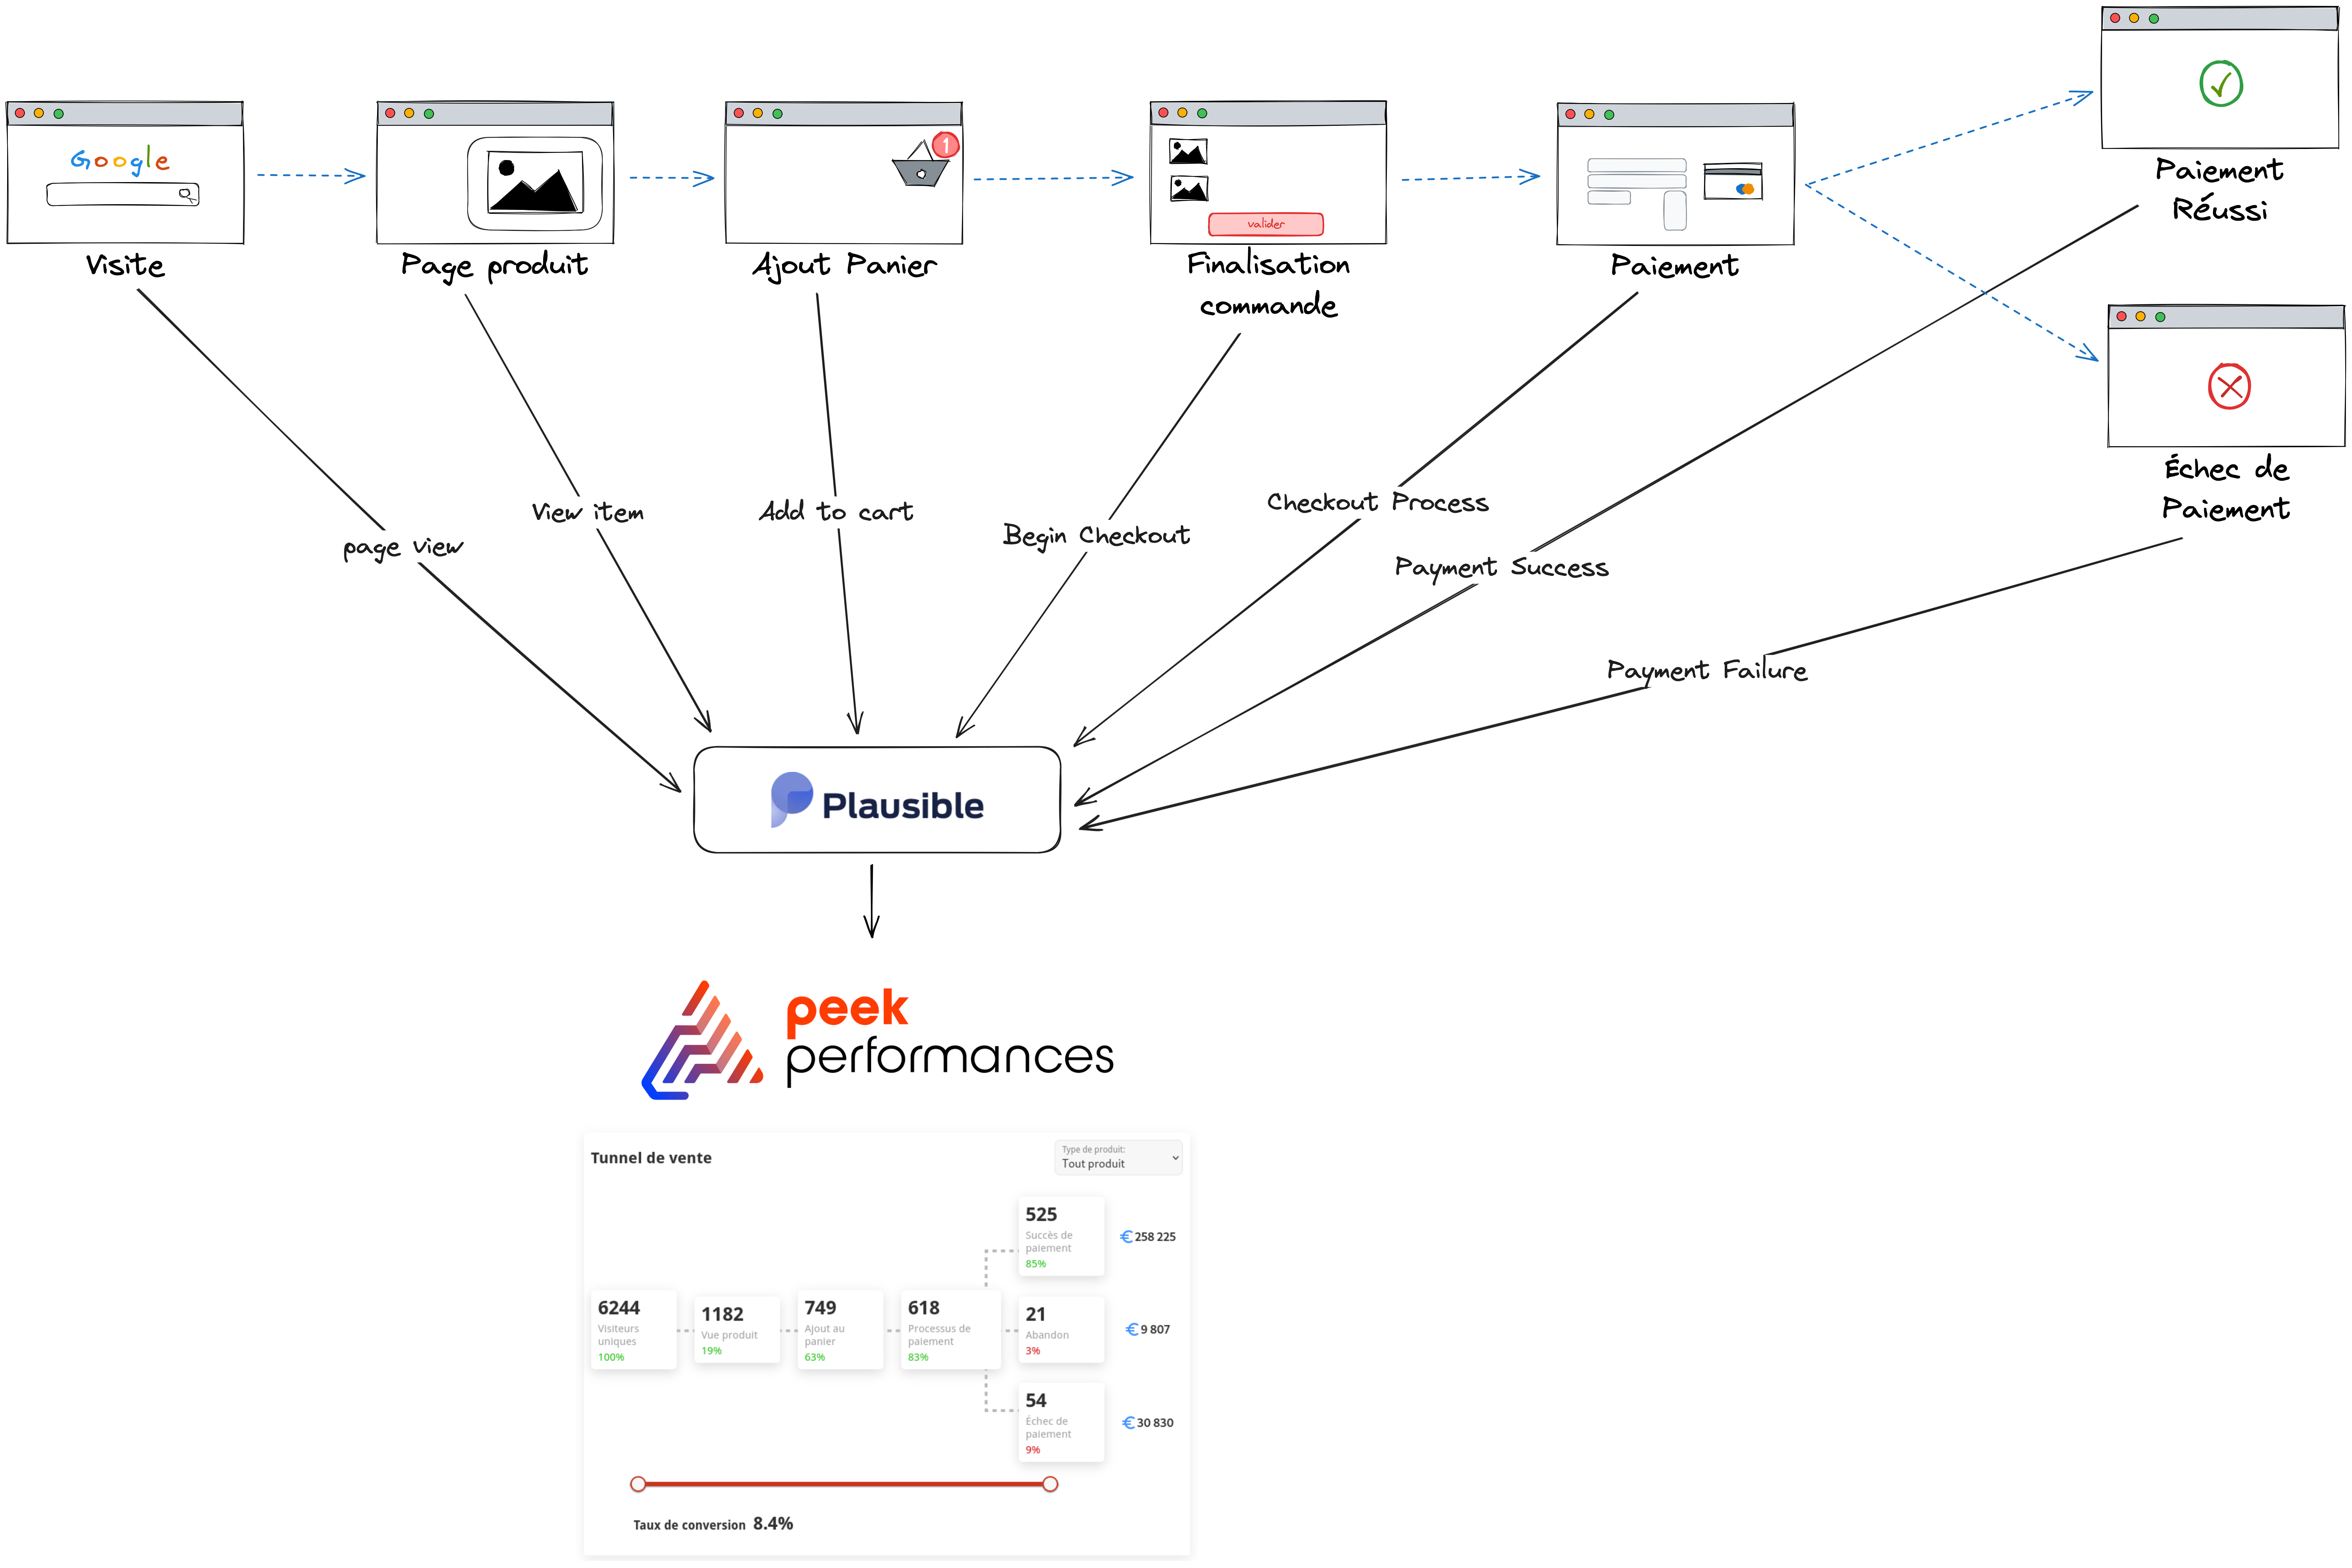 Google
Visite
Page produit
1
Ajout Panier
valider
Finalisation
commande
Paiement
Paiement
Réussi
Échec de
Paiement
page view
View item
Add to cart
Begin Checkout
Checkout Process
Payment Success
Payment Failure
Plausible
peek
performances
Tunnel de vente
Type de produit:
Tout produit
6244
Visiteurs
uniques
100%
1182
Vue produit
19%
749
Ajout au
panier
63%
618
Processus de
paiement
83%
525
Succès de
paiement
85%
€ 258 225
21
Abandon
3%
€ 9 807
54
Échec de
paiement
9%
€ 30 830
Taux de conversion 8.4%